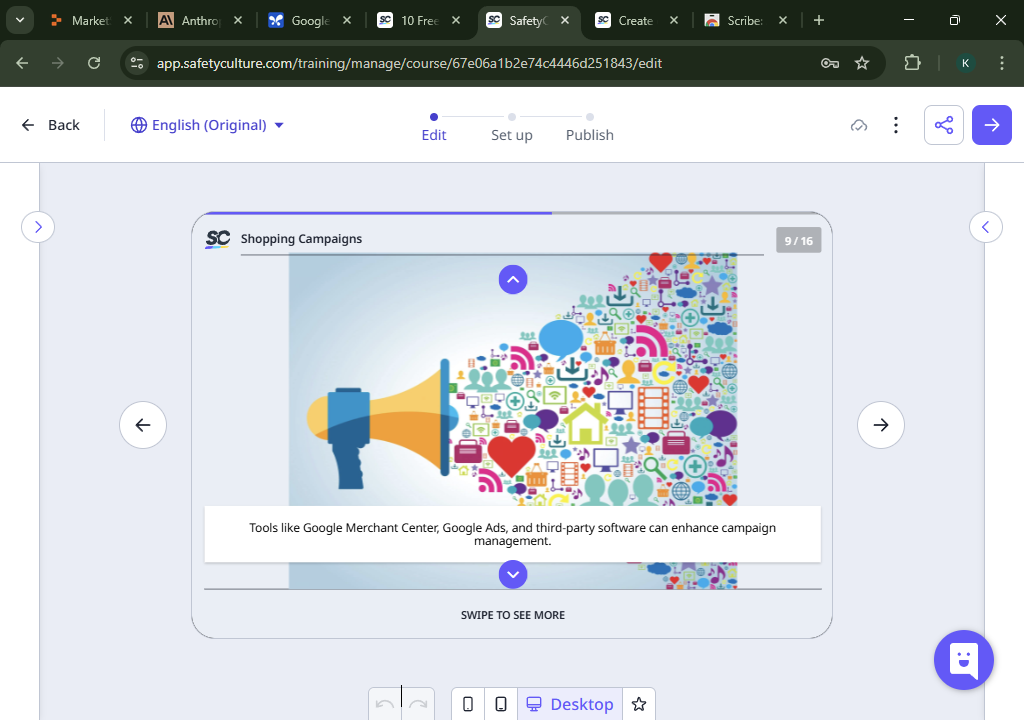 Market
Anthrop
Google
10 Free
SafetyC
Create
Scribe:
app.safetyculture.com/training/manage/course/67e06a1b2e74c4446d251843/edit
K
Back
English (Original)
Edit
Set up
Publish
SC
Shopping Campaigns
9 / 16
Tools like Google Merchant Center, Google Ads, and third-party software can enhance campaign
management.
SWIPE TO SEE MORE
Desktop